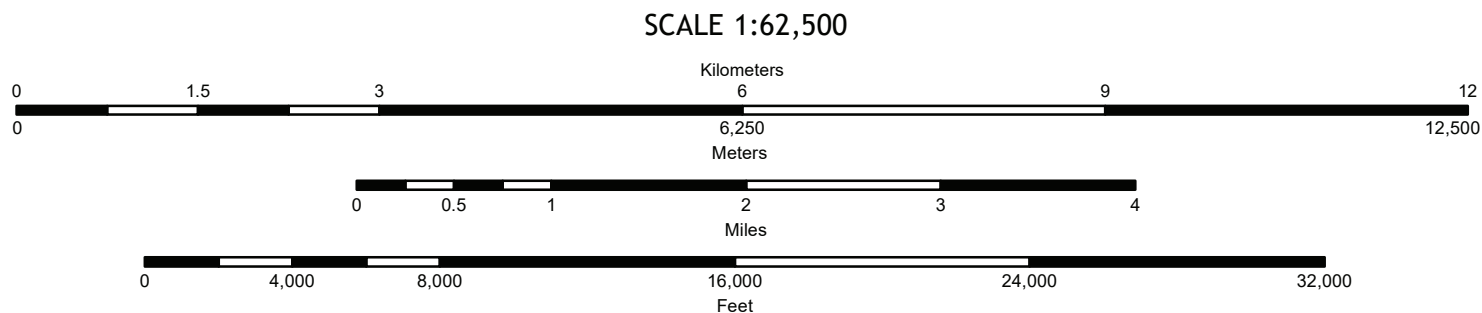 SCALE 1:62,500
Kilometers
0 1.5 3 6 9 12
0 6,250 12,500
Meters
0 0.5 1 2 3 4
Miles
0 4,000 8,000 16,000 24,000 32,000
Feet